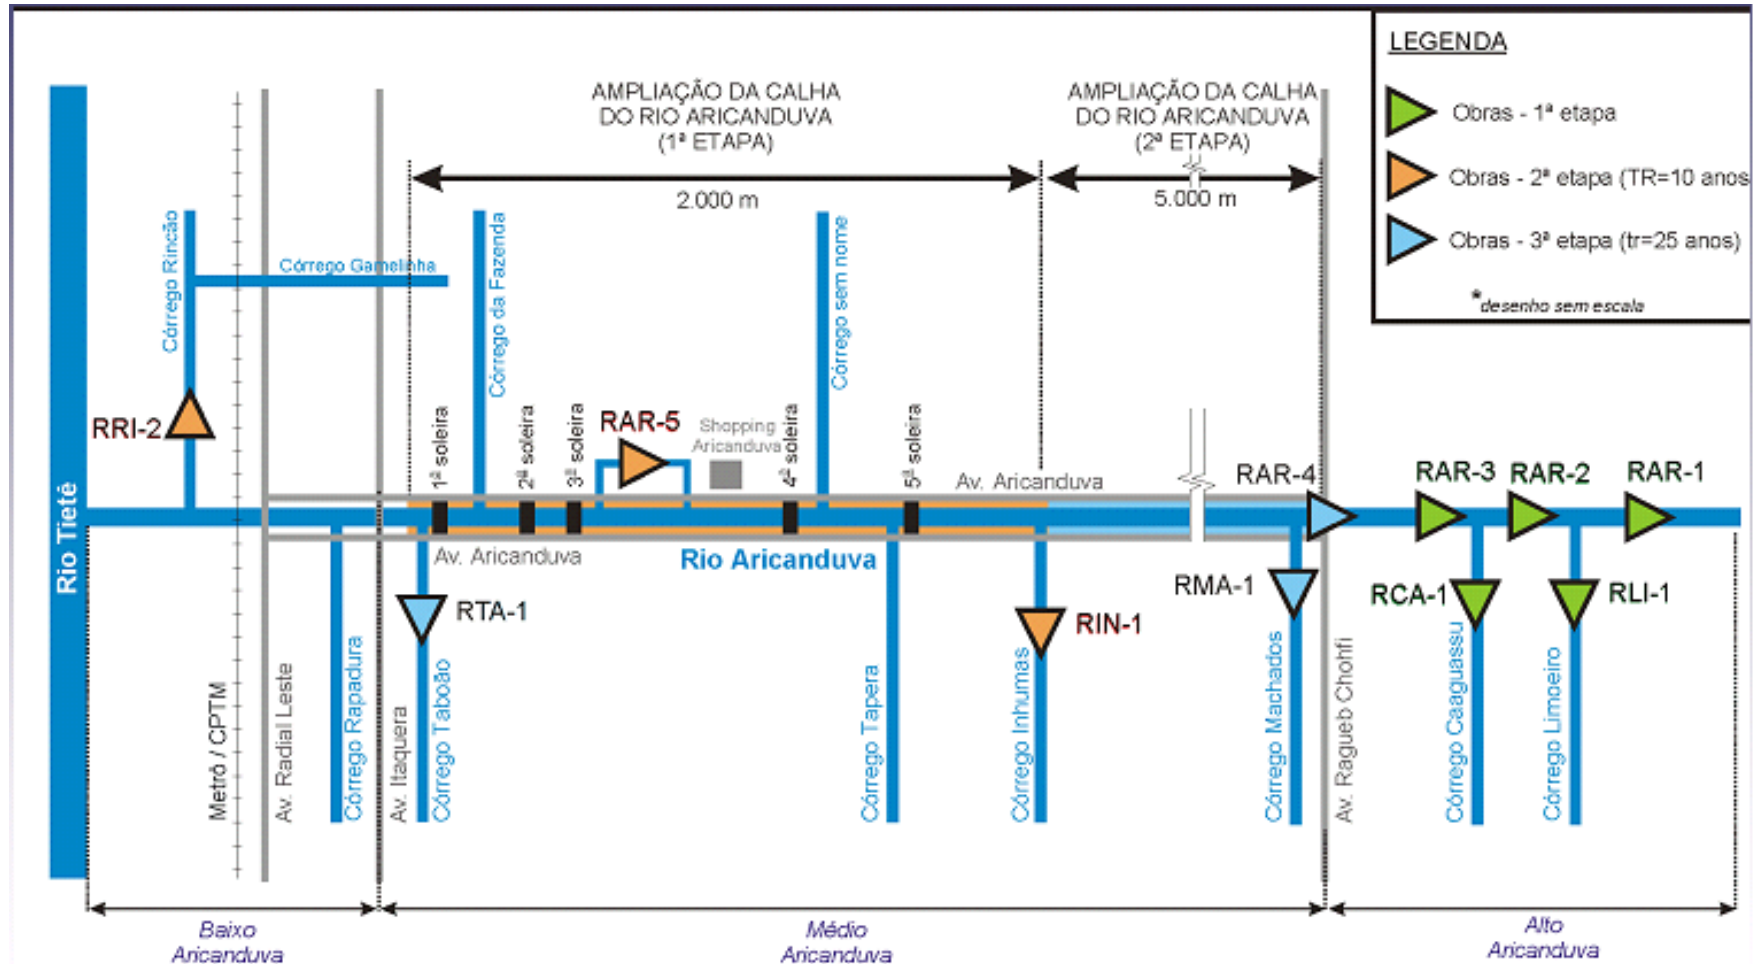 LEGENDA
Obras - 1ª etapa
Obras - 2ª etapa (TR=10 anos
Obras - 3ª etapa (tr=25 anos)
*desenho sem escala
AMPLIAÇÃO DA CALHA
DO RIO ARICANDUVA
(1ª ETAPA)
2.000 m
AMPLIAÇÃO DA CALHA
DO RIO ARICANDUVA
(2ª ETAPA)
5.000 m
Córrego Rincão
Córrego Gamelinha
Córrego da Fazenda
Córrego sem nome
RRI-2
1ª soleira
2ª soleira
3ª soleira
RAR-5
Shopping
Aricanduva
4ª soleira
5ª soleira
Av. Aricanduva
RAR-4
RAR-3
RAR-2
RAR-1
Rio Tietê
Av. Aricanduva
Rio Aricanduva
RTA-1
RIN-1
RMA-1
RCA-1
RLI-1
Metrô / CPTM
Av. Radial Leste
Córrego Rapadura
Av. Itaquera
Córrego Taboão
Córrego Tapera
Córrego Inhumas
Córrego Machados
Av. Ragueb Chohfi
Córrego Caaguassu
Córrego Limoeiro
Baixo
Aricanduva
Médio
Aricanduva
Alto
Aricanduva